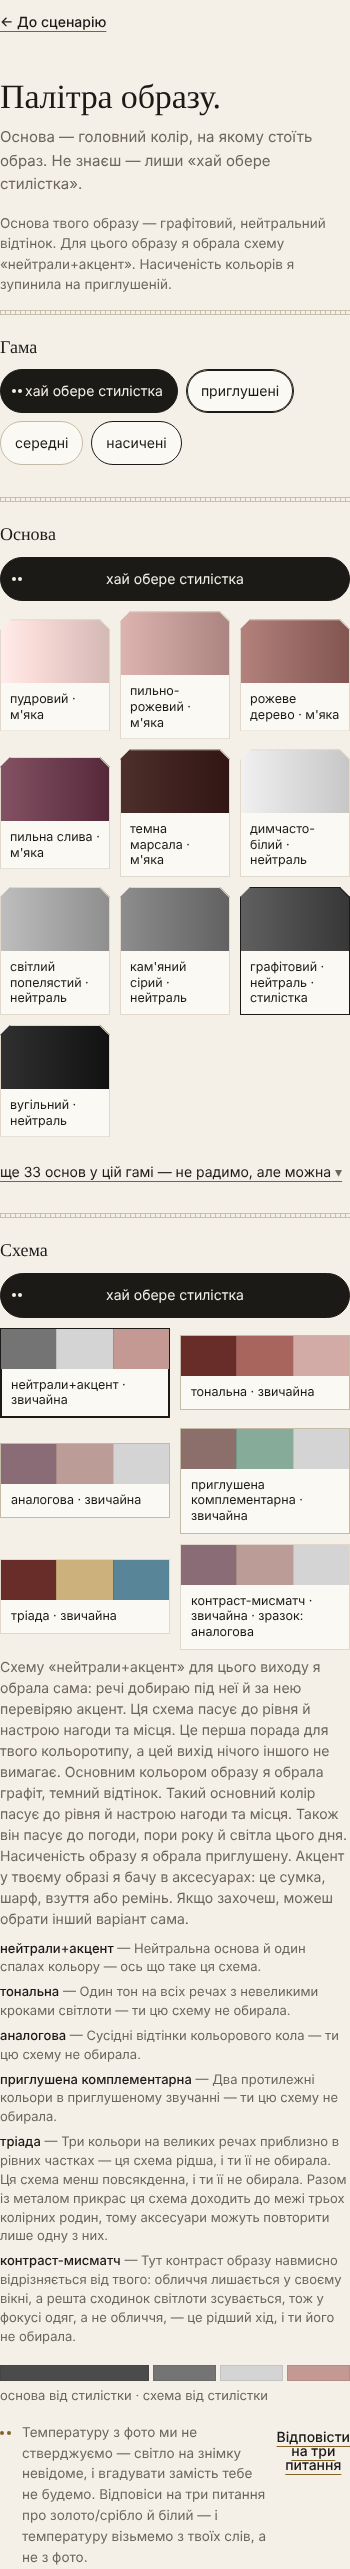 ← До сценарію
Палітра образу.
Основа — головний колір, на якому стоїть
образ. Не знаєш — лиши «хай обере
стилістка».
Основа твого образу — графітовий, нейтральний
відтінок. Для цього образу я обрала схему
«нейтрали+акцент». Насиченість кольорів я
зупинила на приглушеній.
Гама
хай обере стилістка
приглушені
середні
насичені
Основа
хай обере стилістка
пудровий ·
м'яка
пильно-
рожевий ·
м'яка
рожеве
дерево · м'яка
пильна слива ·
м'яка
темна
марсала ·
м'яка
димчасто-
білий ·
нейтраль
світлий
попелястий ·
нейтраль
кам'яний
сірий ·
нейтраль
графітовий ·
нейтраль ·
стилістка
вугільний ·
нейтраль
ще 33 основ у цій гамі — не радимо, але можна ▾
Схема
хай обере стилістка
нейтрали+акцент ·
звичайна
тональна · звичайна
аналогова · звичайна
приглушена
комплементарна ·
звичайна
тріада · звичайна
контраст-мисматч ·
звичайна · зразок:
аналогова
Схему «нейтрали+акцент» для цього виходу я
обрала сама: речі добираю під неї й за нею
перевіряю акцент. Ця схема пасує до рівня й
настрою нагоди та місця. Це перша порада для
твого кольоротипу, а цей вихід нічого іншого не
вимагає. Основним кольором образу я обрала
графіт, темний відтінок. Такий основний колір
пасує до рівня й настрою нагоди та місця. Також
він пасує до погоди, пори року й світла цього дня.
Насиченість образу я обрала приглушену. Акцент
у твоєму образі я бачу в аксесуарах: це сумка,
шарф, взуття або ремінь. Якщо захочеш, можеш
обрати інший варіант сама.
нейтрали+акцент — Нейтральна основа й один
спалах кольору — ось що таке ця схема.
тональна — Один тон на всіх речах з невеликими
кроками світлоти — ти цю схему не обирала.
аналогова — Сусідні відтінки кольорового кола — ти
цю схему не обирала.
приглушена комплементарна — Два протилежні
кольори в приглушеному звучанні — ти цю схему не
обирала.
тріада — Три кольори на великих речах приблизно в
рівних частках — ця схема рідша, і ти її не обирала.
Ця схема менш повсякденна, і ти її не обирала. Разом
із металом прикрас ця схема доходить до межі трьох
колірних родин, тому аксесуари можуть повторити
лише одну з них.
контраст-мисматч — Тут контраст образу навмисно
відрізняється від твого: обличчя лишається у своєму
вікні, а решта сходинок світлоти зсувається, тож у
фокусі одяг, а не обличчя, — це рідший хід, і ти його
не обирала.
основа від стилістки · схема від стилістки
Температуру з фото ми не
стверджуємо — світло на знімку
невідоме, і вгадувати замість тебе
не будемо. Відповіси на три питання
про золото/срібло й білий — і
температуру візьмемо з твоїх слів, а
не з фото.
Відповісти
на три
питання